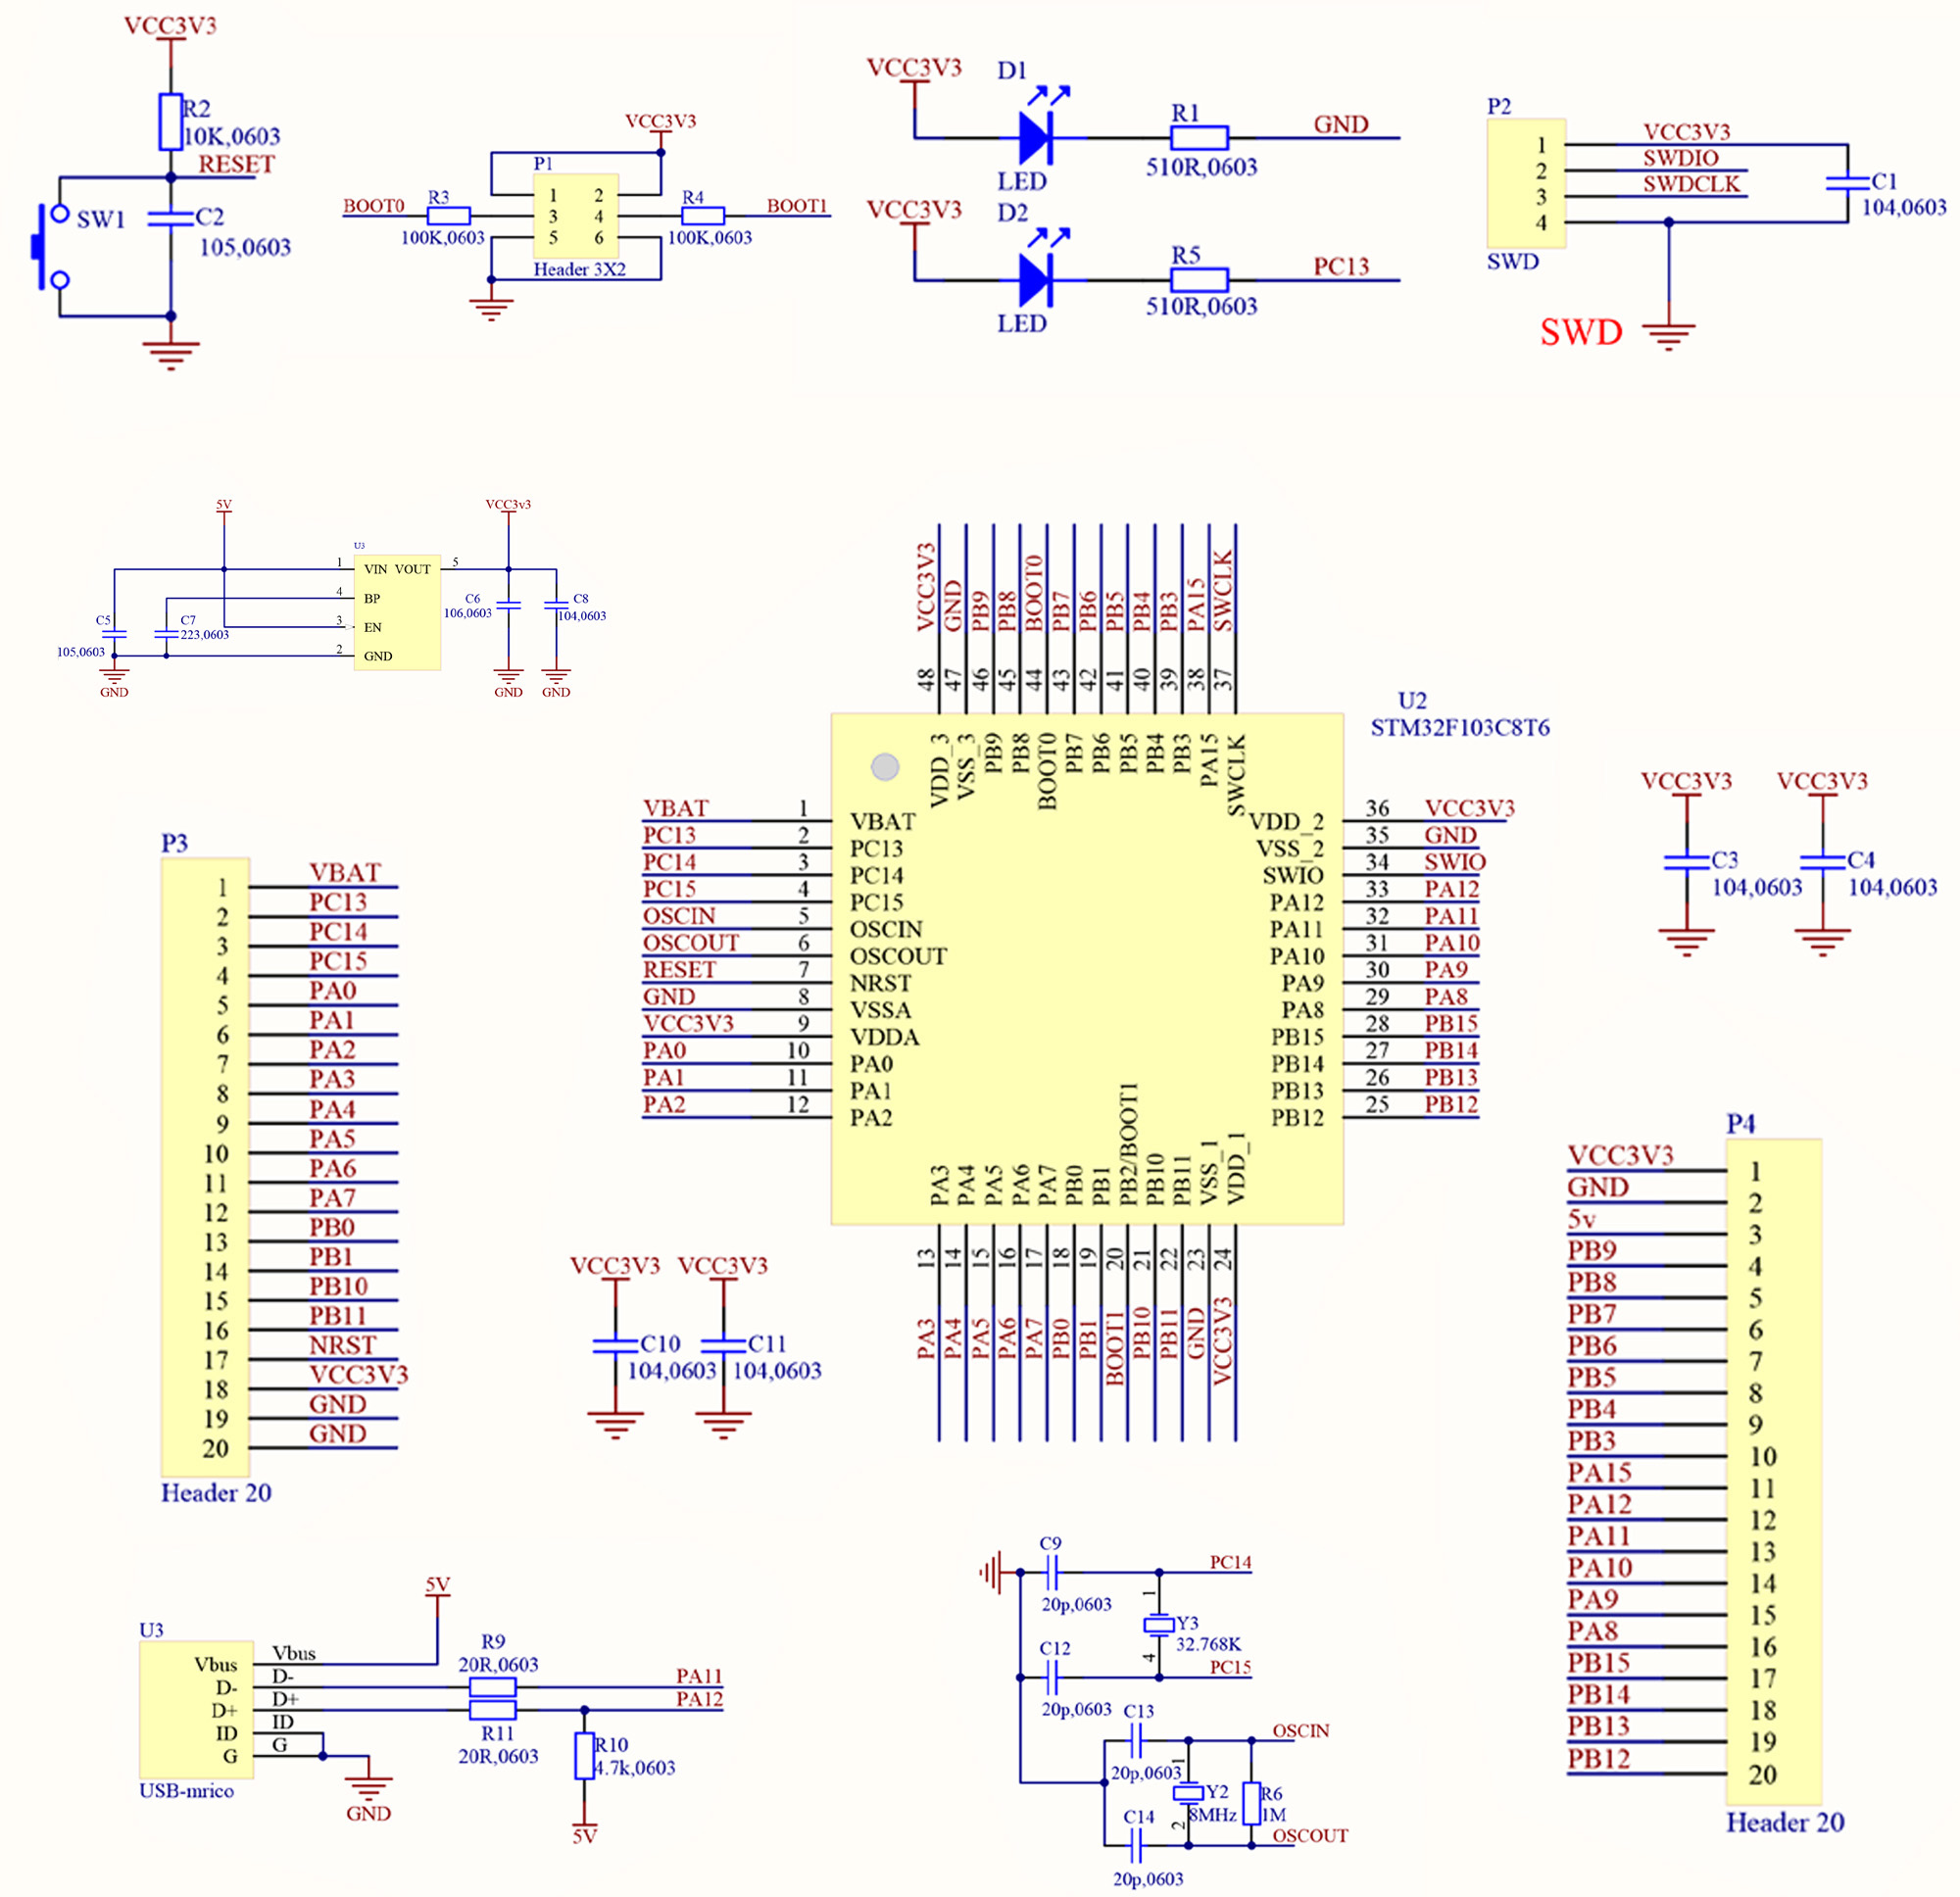 VCC3V3
R2
10K,0603
RESET
SW1
C2
105,0603
VCC3V3
P1
BOOT0
R3
100K,0603
1 2
3 4
5 6
R4
100K,0603
BOOT1
Header 3X2
VCC3V3
D1
LED
R1
510R,0603
GND
VCC3V3
D2
LED
R5
510R,0603
PC13
P2
1 VCC3V3
2 SWDIO
3 SWDCLK
4
SWD
C1
104,0603
SWD
5V
VCC3v3
U3
1 VIN VOUT 5
4 BP
3 EN
2 GND
C5
105,0603
C7
223,0603
C6
106,0603
C8
104,0603
GND
GND
GND
U2
STM32F103C8T6
VCC3V3 48 VDD_3
GND 47 VSS_3
PB9 46 PB9
PB8 45 PB8
BOOT0 44 BOOT0
PB7 43 PB7
PB6 42 PB6
PB5 41 PB5
PB4 40 PB4
PB3 39 PB3
PA15 38 PA15
SWCLK 37 SWCLK
VBAT 1 VBAT
PC13 2 PC13
PC14 3 PC14
PC15 4 PC15
OSCIN 5 OSCIN
OSCOUT 6 OSCOUT
RESET 7 NRST
GND 8 VSSA
VCC3V3 9 VDDA
PA0 10 PA0
PA1 11 PA1
PA2 12 PA2
VDD_2 36 VCC3V3
VSS_2 35 GND
SWIO 34 SWIO
PA12 33 PA12
PA11 32 PA11
PA10 31 PA10
PA9 30 PA9
PA8 29 PA8
PB15 28 PB15
PB14 27 PB14
PB13 26 PB13
PB12 25 PB12
PA3 13 PA3
PA4 14 PA4
PA5 15 PA5
PA6 16 PA6
PA7 17 PA7
PB0 18 PB0
PB1 19 PB1
PB2/BOOT1 20 BOOT1
PB10 21 PB10
PB11 22 PB11
VSS_1 23 GND
VDD_1 24 VCC3V3
VCC3V3
C3
104,0603
VCC3V3
C4
104,0603
P3
1 VBAT
2 PC13
3 PC14
4 PC15
5 PA0
6 PA1
7 PA2
8 PA3
9 PA4
10 PA5
11 PA6
12 PA7
13 PB0
14 PB1
15 PB10
16 PB11
17 NRST
18 VCC3V3
19 GND
20 GND
Header 20
VCC3V3
C10
104,0603
VCC3V3
C11
104,0603
P4
VCC3V3 1
GND 2
5v 3
PB9 4
PB8 5
PB7 6
PB6 7
PB5 8
PB4 9
PB3 10
PA15 11
PA12 12
PA11 13
PA10 14
PA9 15
PA8 16
PB15 17
PB14 18
PB13 19
PB12 20
Header 20
U3
Vbus Vbus
D- D-
D+ D+
ID ID
G G
USB-mrico
5V
GND
R9
20R,0603
R11
20R,0603
PA11
PA12
R10
4.7k,0603
5V
C9
20p,0603
PC14
1
Y3
32.768K
4
C12
20p,0603
PC15
C13
20p,0603
OSCIN
1
Y2
8MHz
2
R6
1M
C14
20p,0603
OSCOUT